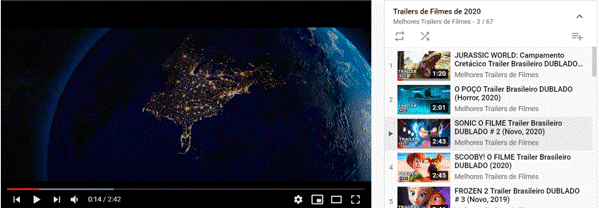 Trailers de Filmes de 2020
Melhores Trailers de Filmes - 3 / 67
1
1:20
JURASSIC WORLD: Campamento
Cretácico Trailer Brasileiro DUBLADO...
Melhores Trailers de Filmes
2
2:01
O POÇO Trailer Brasileiro DUBLADO
(Horror, 2020)
Melhores Trailers de Filmes
2:43
SONIC O FILME Trailer Brasileiro
DUBLADO # 2 (Novo, 2020)
Melhores Trailers de Filmes
4
2:45
SCOOBY! O FILME Trailer Brasileiro
DUBLADO (2020)
Melhores Trailers de Filmes
5
FROZEN 2 Trailer Brasileiro DUBLADO
# 3 (Novo, 2019)
0:14 / 2:42